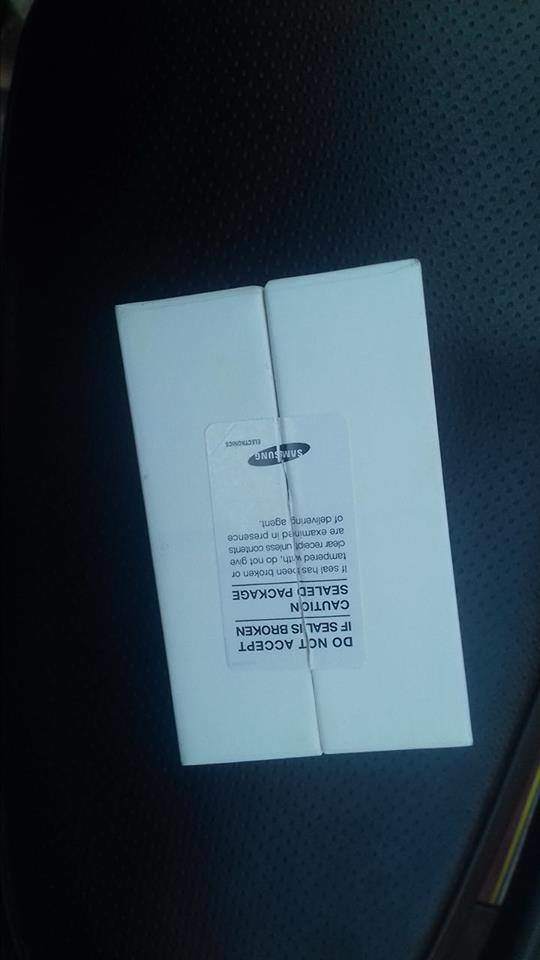 DO NOT ACCEPT
IF SEAL IS BROKEN
CAUTION
SEALED PACKAGE
If seal has been broken or
tampered with, do not give
clear receipt unless contents
are examined in presence
of delivering agent.
SAMSUNG
ELECTRONICS